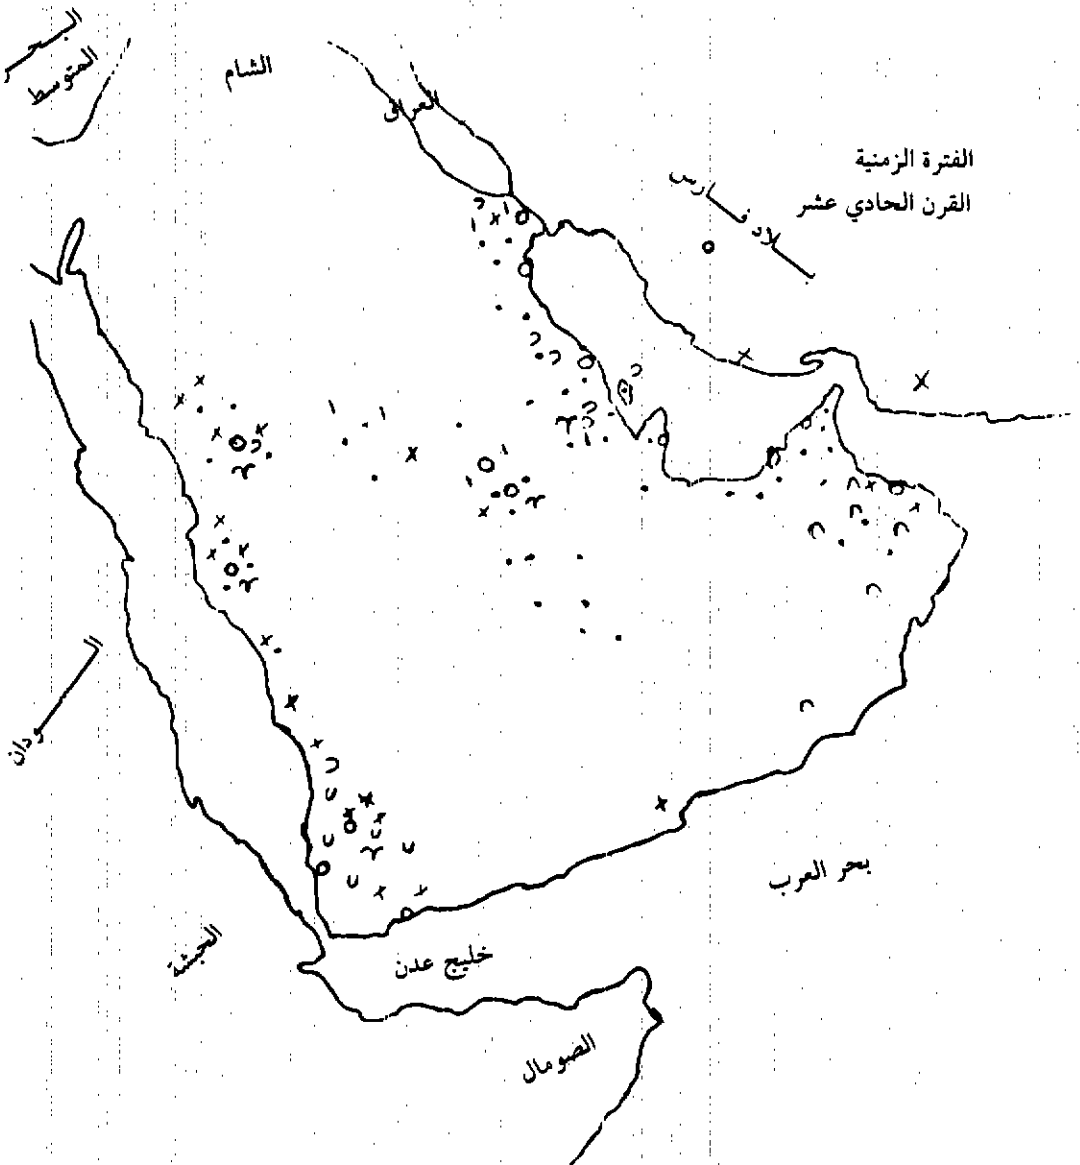 البحر
المتوسط
الشام
العراق
الفترة الزمنية
القرن الحادي عشر
بلاد فارس
السودان
الحبشة
خليج عدن
بحر العرب
الصومال